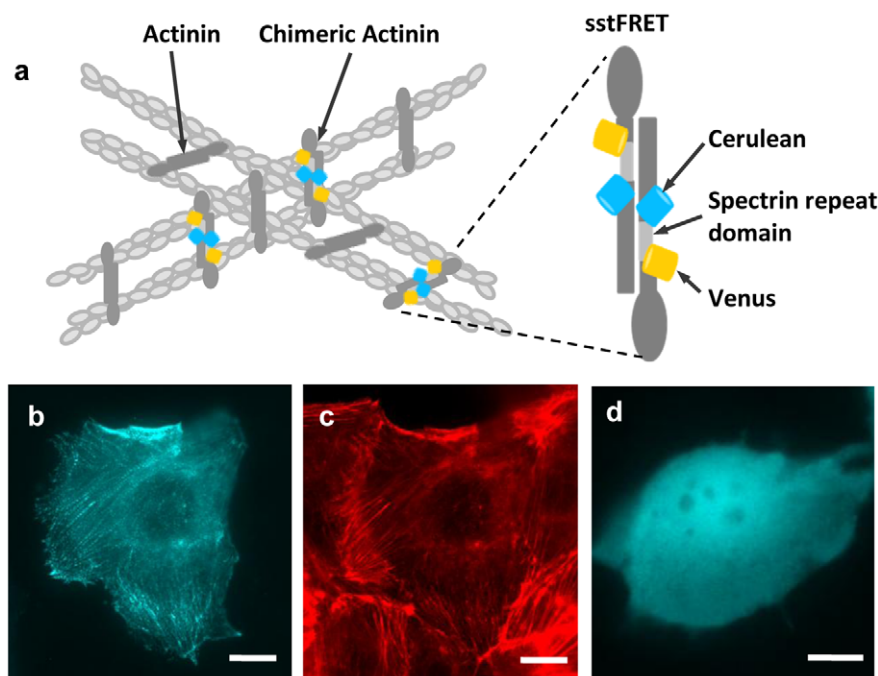 a
Actinin
Chimeric Actinin
sstFRET
Cerulean
Spectrin repeat
domain
Venus
b
c
d